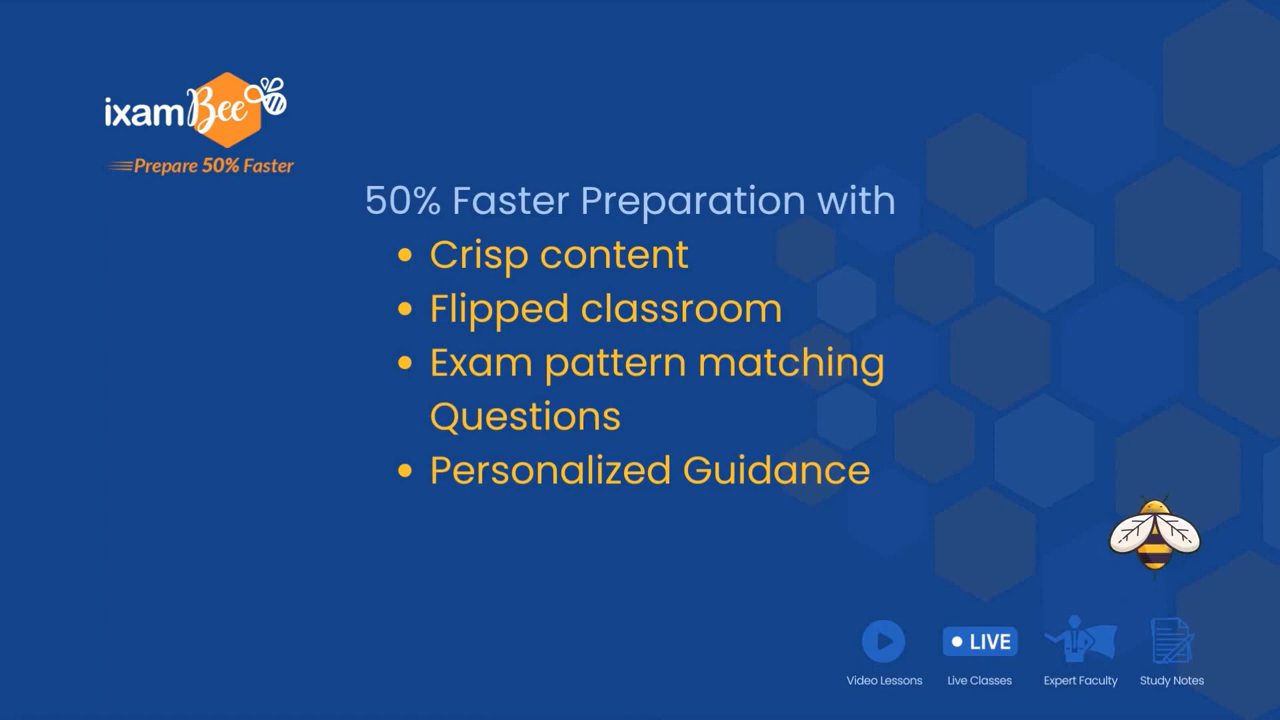 ixamBee
Prepare 50% Faster
50% Faster Preparation with
• Crisp content
• Flipped classroom
• Exam pattern matching
Questions
• Personalized Guidance
LIVE
Video Lessons
Live Classes
Expert Faculty
Study Notes